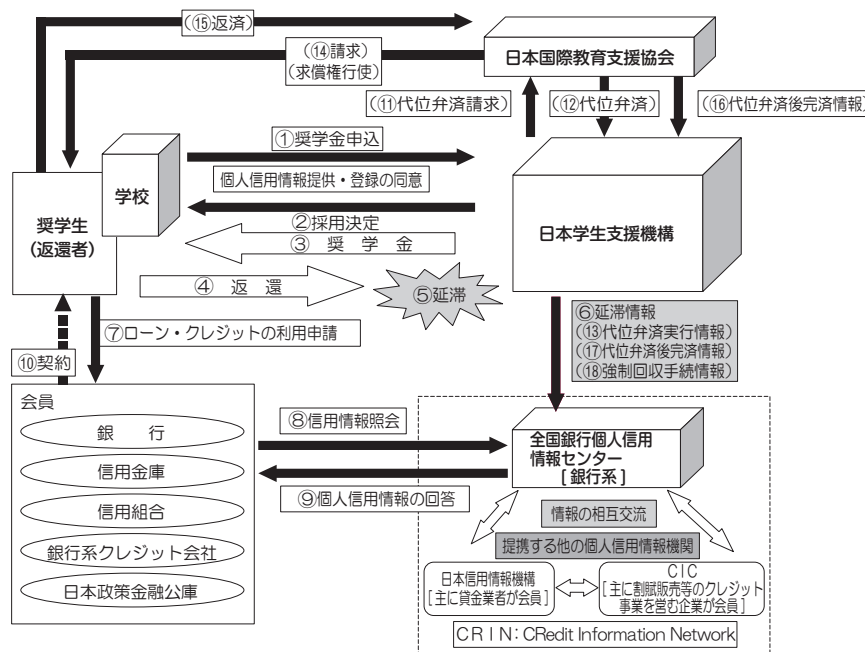 (⑮返済)
(⑭請求)
(求償権行使)
日本国際教育支援協会
(⑪代位弁済請求)
(⑫代位弁済)
(⑯代位弁済後完済情報)
①奨学金申込
個人信用情報提供・登録の同意
学校
奨学生
(返還者)
②採用決定
③ 奨 学 金
日本学生支援機構
④ 返 還
⑤延滞
⑥延滞情報
(⑬代位弁済実行情報)
(⑰代位弁済後完済情報)
(⑱強制回収手続情報)
⑦ローン・クレジットの利用申請
⑩契約
会員
銀 行
信用金庫
信用組合
銀行系クレジット会社
日本政策金融公庫
⑧信用情報照会
⑨個人信用情報の回答
全国銀行個人信用
情報センター
[ 銀行系 ]
情報の相互交流
提携する他の個人信用情報機関
日本信用情報機構
[ 主に貸金業者が会員 ]
CIC
[ 主に割賦販売等のクレジット
事業を営む企業が会員 ]
CRIN: CRedit Information Network